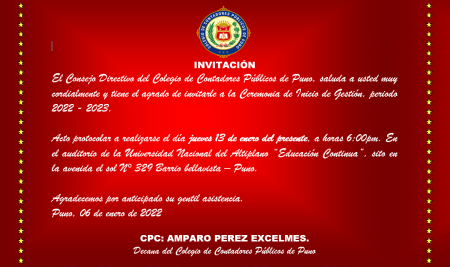 INVITACIÓN
El Consejo Directivo del Colegio de Contadores Públicos de Puno, saluda a usted muy
cordialmente y tiene el agrado de invitarle a la Ceremonia de Inicio de Gestión, periodo
2022 - 2023.
Acto protocolar a realizarse el día jueves 13 de enero del presente, a horas 6:00pm. En
el auditorio de la Universidad Nacional del Altiplano "Educación Continua", sito en
la avenida el sol Nº 329 Barrio bellavista – Puno.
Agradecemos por anticipado su gentil asistencia.
Puno, 06 de enero de 2022
CPC: AMPARO PEREZ EXCELMES.
Decana del Colegio de Contadores Públicos de Puno